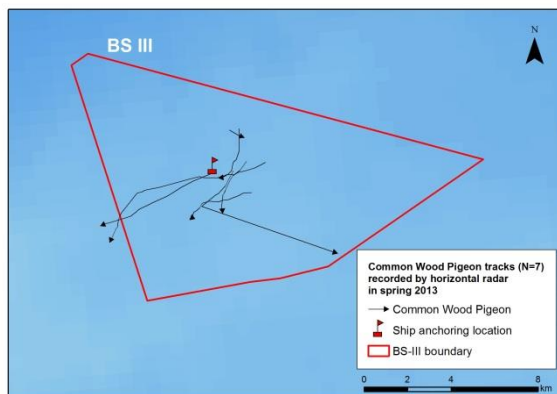 BS III
N
Common Wood Pigeon tracks (N=7)
recorded by horizontal radar
in spring 2013
Common Wood Pigeon
Ship anchoring location
BS-III boundary
0 2 4 6 8
km